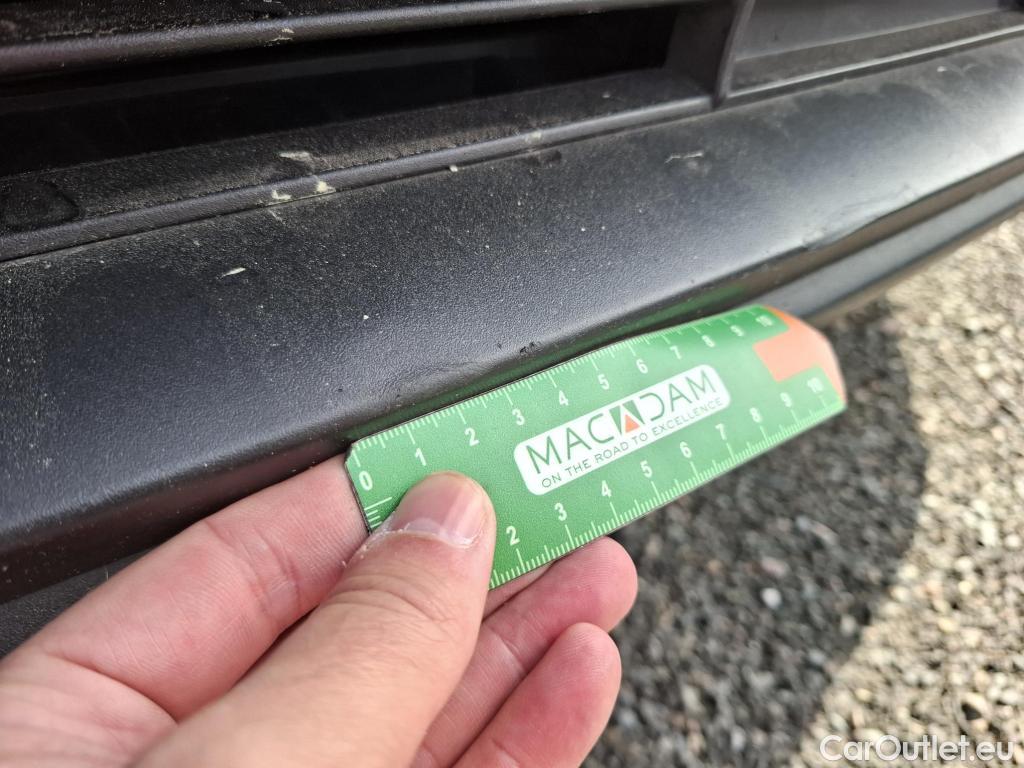 0 1 2 3 4 5 6 7 8 9 10
MACADAM
ON THE ROAD TO EXCELLENCE
2 3 4 5 6 7 8 9 10
CarOutlet.eu